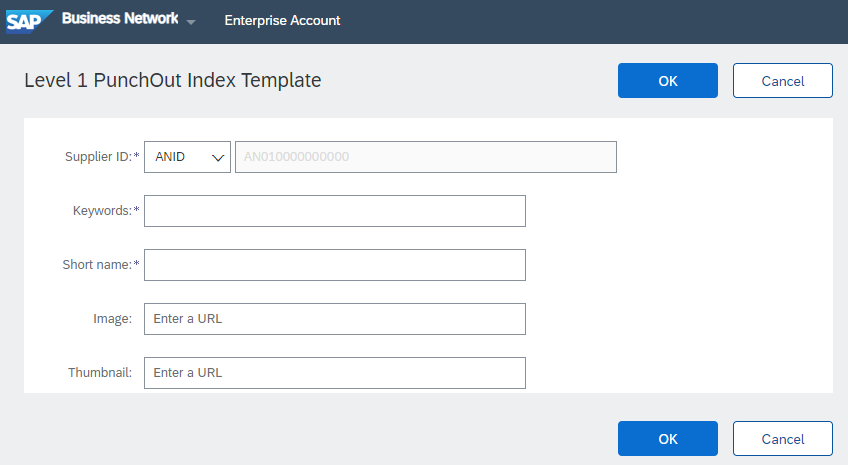 SAP Business Network Enterprise Account
Level 1 PunchOut Index Template OK Cancel
Supplier ID:* ANID AN010000000000
Keywords:*
Short name:*
Image: Enter a URL
Thumbnail: Enter a URL
OK Cancel